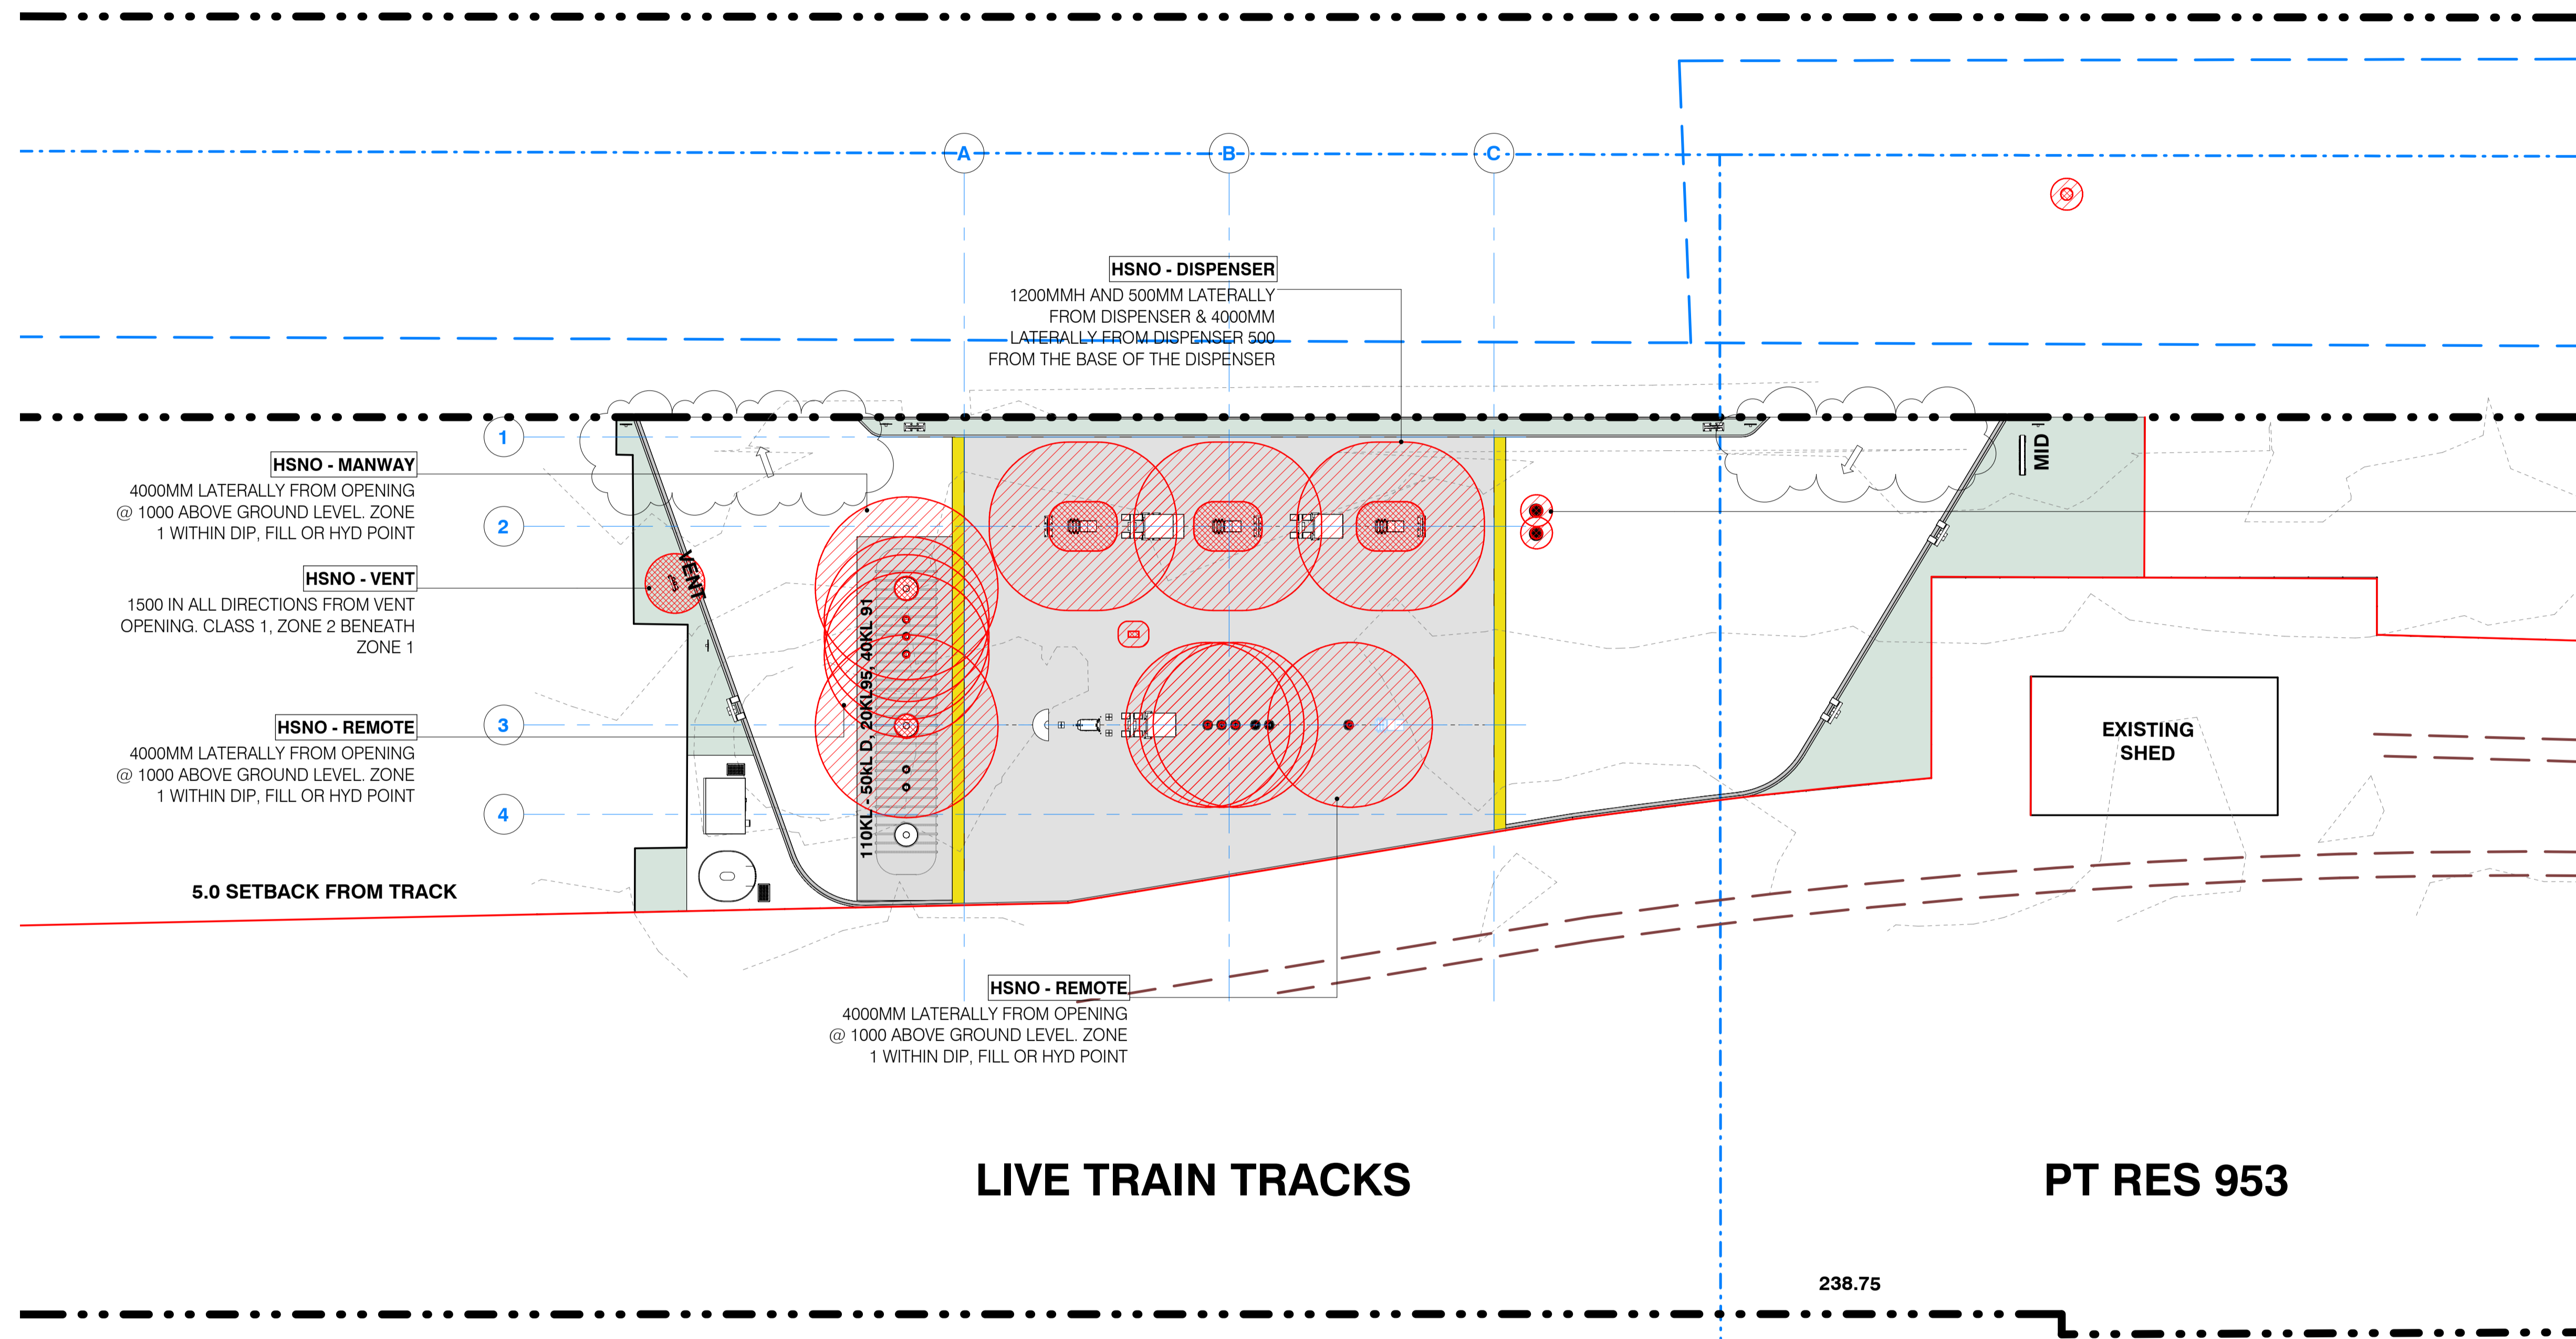 A
B
C
HSNO - DISPENSER
1200MMH AND 500MM LATERALLY
FROM DISPENSER & 4000MM
LATERALLY FROM DISPENSER 500
FROM THE BASE OF THE DISPENSER
1
HSNO - MANWAY
4000MM LATERALLY FROM OPENING
@ 1000 ABOVE GROUND LEVEL. ZONE
1 WITHIN DIP, FILL OR HYD POINT
MID
2
HSNO - VENT
1500 IN ALL DIRECTIONS FROM VENT
OPENING. CLASS 1, ZONE 2 BENEATH
ZONE 1
VENT
110KL - 50kL D, 20KL95, 40KL 91
HSNO - REMOTE
4000MM LATERALLY FROM OPENING
@ 1000 ABOVE GROUND LEVEL. ZONE
1 WITHIN DIP, FILL OR HYD POINT
3
EXISTING
SHED
4
5.0 SETBACK FROM TRACK
HSNO - REMOTE
4000MM LATERALLY FROM OPENING
@ 1000 ABOVE GROUND LEVEL. ZONE
1 WITHIN DIP, FILL OR HYD POINT
LIVE TRAIN TRACKS
PT RES 953
238.75